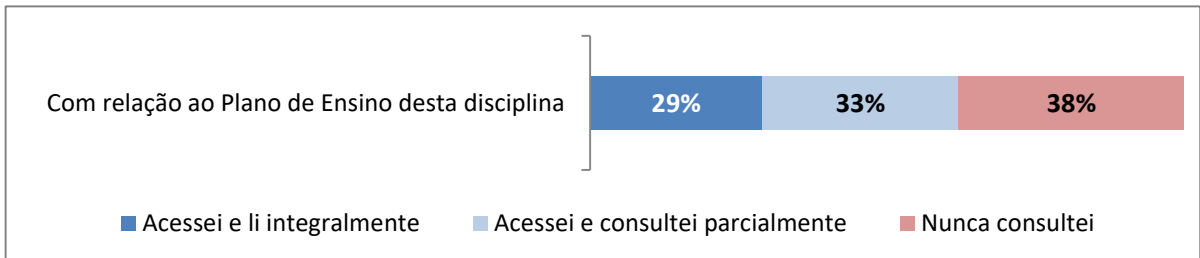 Com relação ao Plano de Ensino desta disciplina
29% 33% 38%
Acessei e li integralmente Acessei e consultei parcialmente Nunca consultei